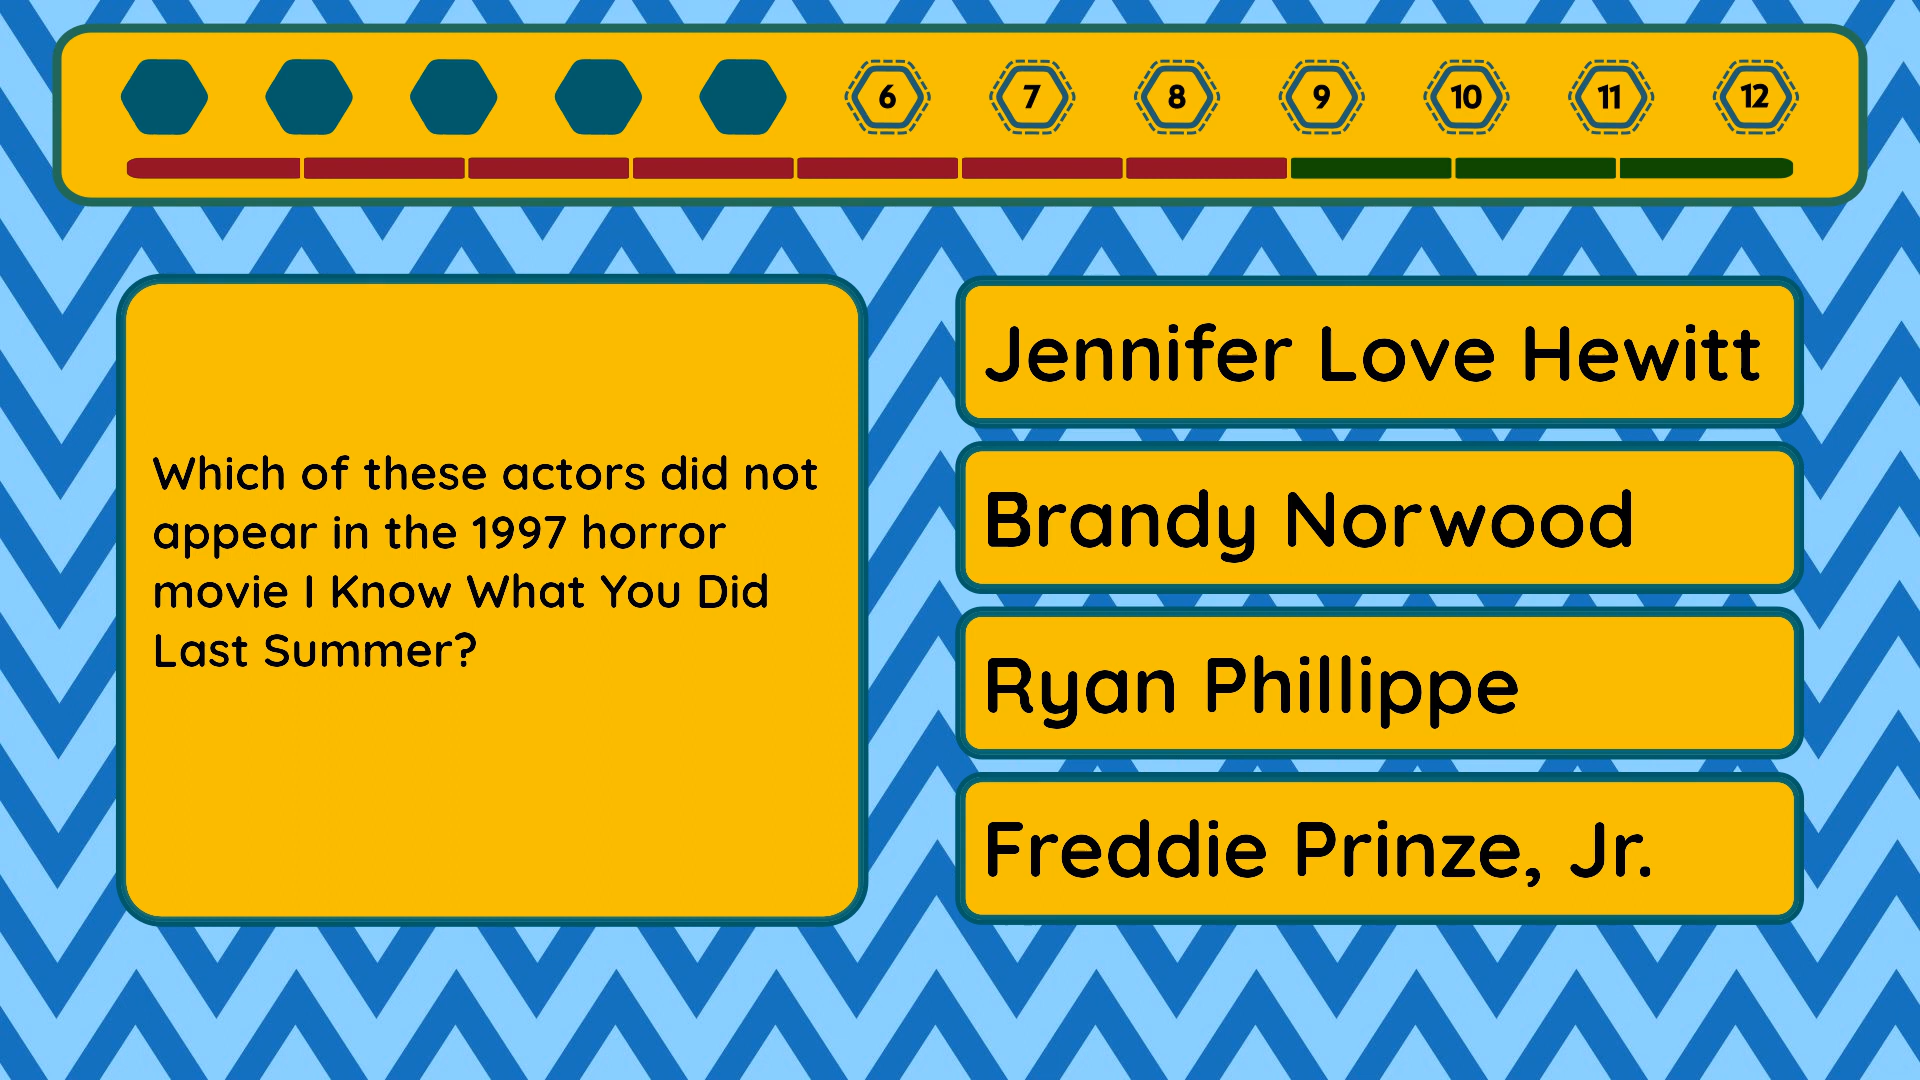 6 7 8 9 10 11 12
Which of these actors did not
appear in the 1997 horror
movie I Know What You Did
Last Summer?
Jennifer Love Hewitt
Brandy Norwood
Ryan Phillippe
Freddie Prinze, Jr.